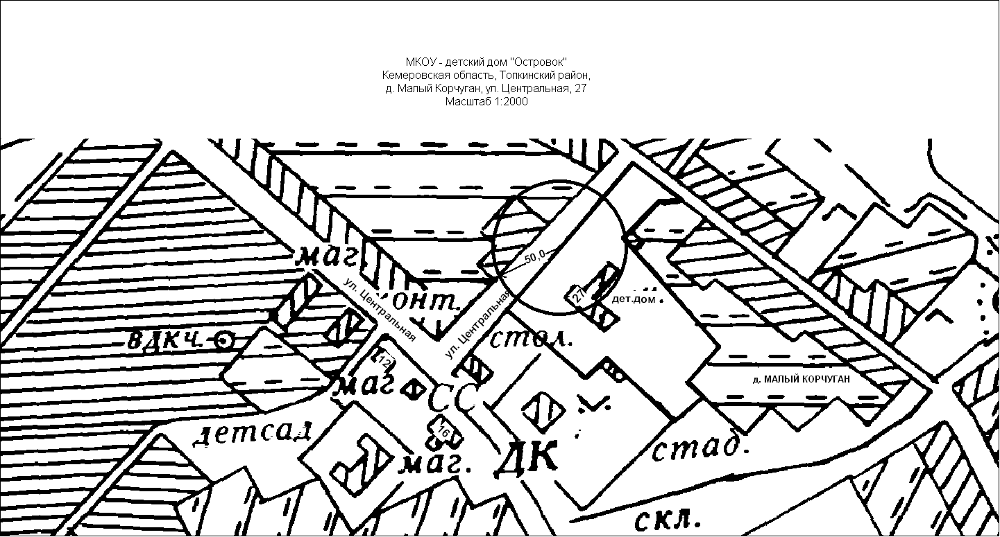 МКОУ - детский дом "Островок"
Кемеровская область, Топкинский район,
д. Малый Корчуган, ул. Центральная, 27
Масштаб 1:2000
маг.
50,0
ул. Центральная
онт.
27
дет.дом
ул. Центральная
вдкч.
стол.
12
маг
СС
д. МАЛЫЙ КОРЧУГАН
детсад
16
маг.
ДК
стад.
скл.